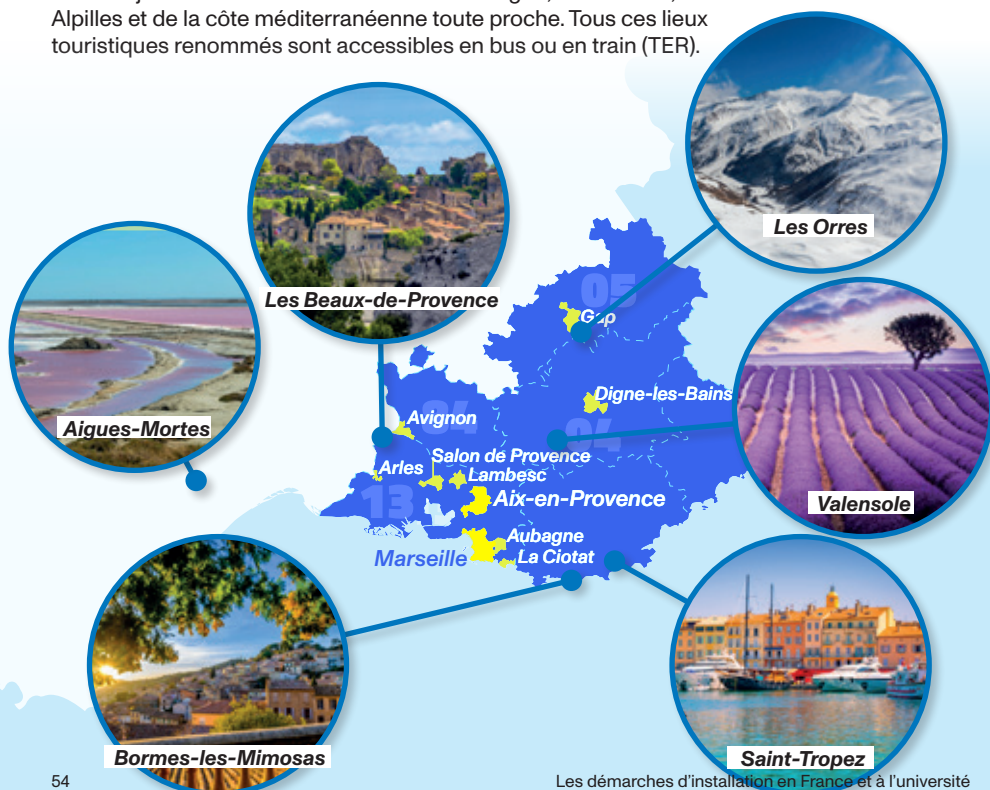 Alpilles et de la côte méditerranéenne toute proche. Tous ces lieux
touristiques renommés sont accessibles en bus ou en train (TER).
Les Orres
Les Beaux-de-Provence
05
Gap
Aigues-Mortes
Digne-les-Bains
84
Avignon
04
Salon de Provence
Arles
Lambesc
13
Aix-en-Provence
Valensole
Aubagne
Marseille
La Ciotat
Bormes-les-Mimosas
Saint-Tropez
54
Les démarches d'installation en France et à l'université